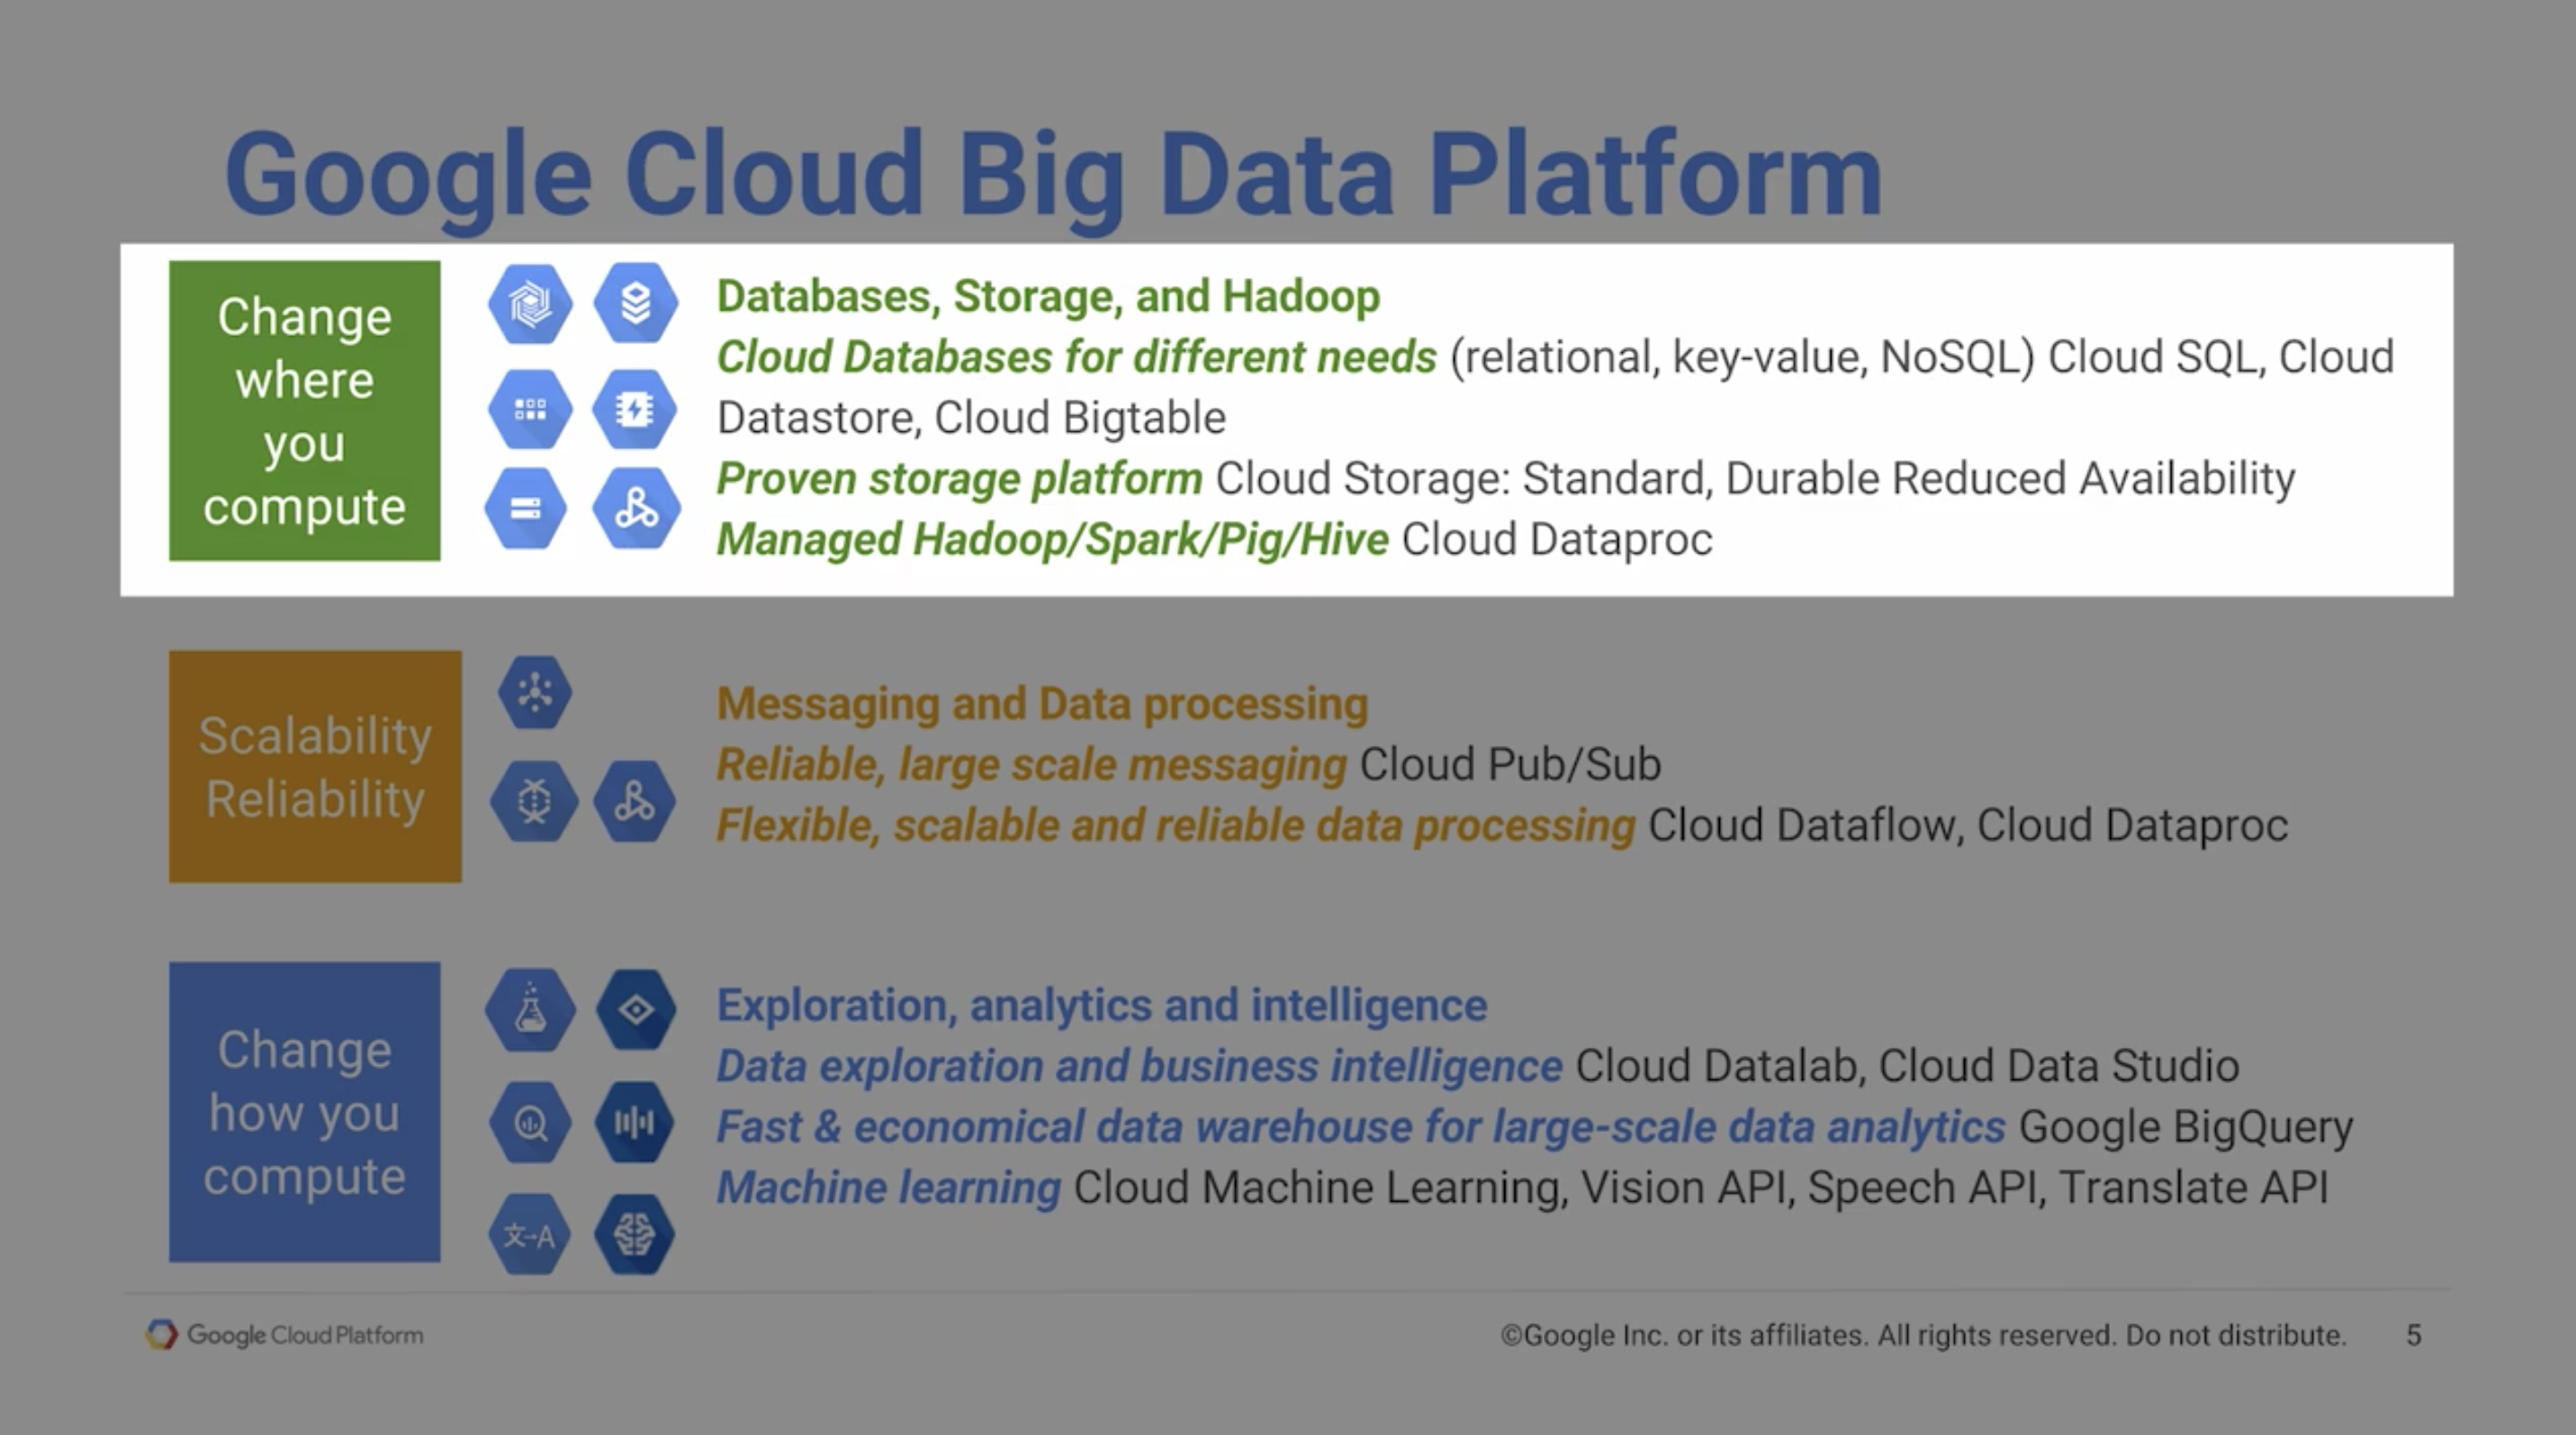 Google Cloud Big Data Platform
Change
where
you
compute
Databases, Storage, and Hadoop
Cloud Databases for different needs (relational, key-value, NoSQL) Cloud SQL, Cloud
Datastore, Cloud Bigtable
Proven storage platform Cloud Storage: Standard, Durable Reduced Availability
Managed Hadoop/Spark/Pig/Hive Cloud Dataproc
Scalability
Reliability
Messaging and Data processing
Reliable, large scale messaging Cloud Pub/Sub
Flexible, scalable and reliable data processing Cloud Dataflow, Cloud Dataproc
Change
how you
compute
文→A
Exploration, analytics and intelligence
Data exploration and business intelligence Cloud Datalab, Cloud Data Studio
Fast & economical data warehouse for large-scale data analytics Google BigQuery
Machine learning Cloud Machine Learning, Vision API, Speech API, Translate API
Google Cloud Platform
©Google Inc. or its affiliates. All rights reserved. Do not distribute. 5